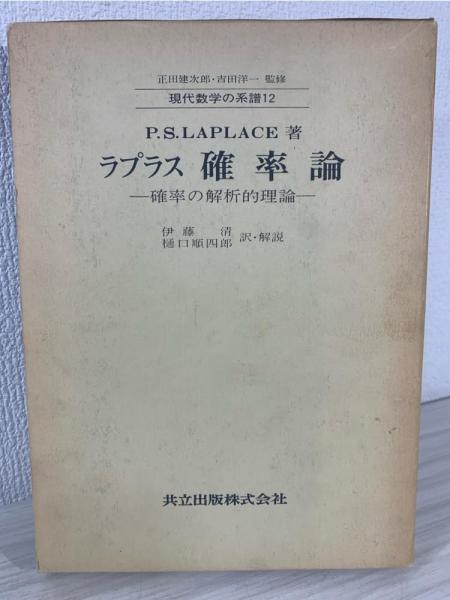 正田建次郎・吉田洋一 監修
現代数学の系譜12
P.S.LAPLACE 著
ラプラス 確率論
—確率の解析的理論—
伊藤 清
樋口順四郎 訳・解説
共立出版株式会社